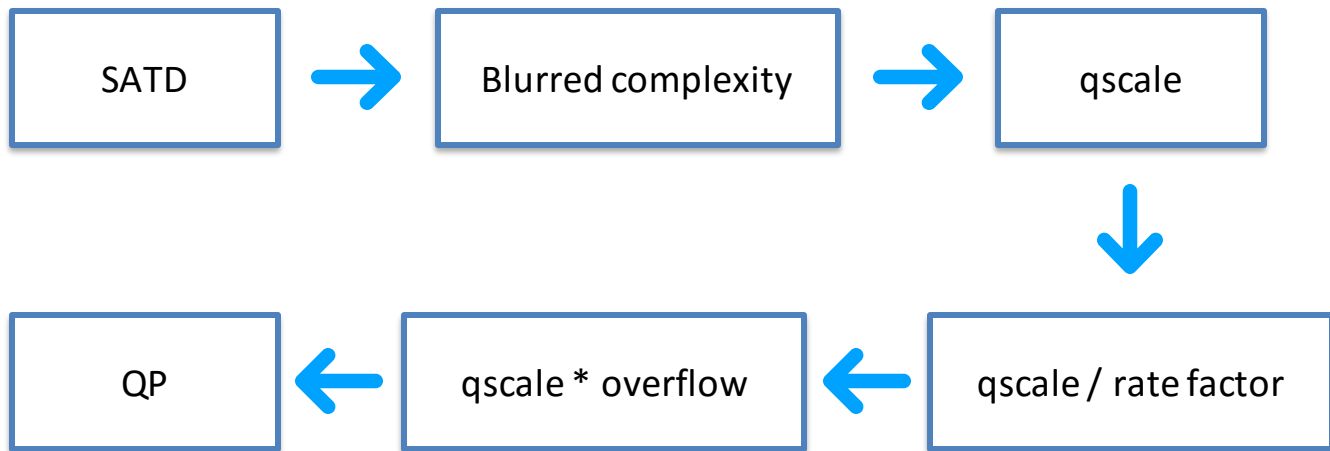 SATD
Blurred complexity
qscale
qscale / rate factor
qscale * overflow
QP